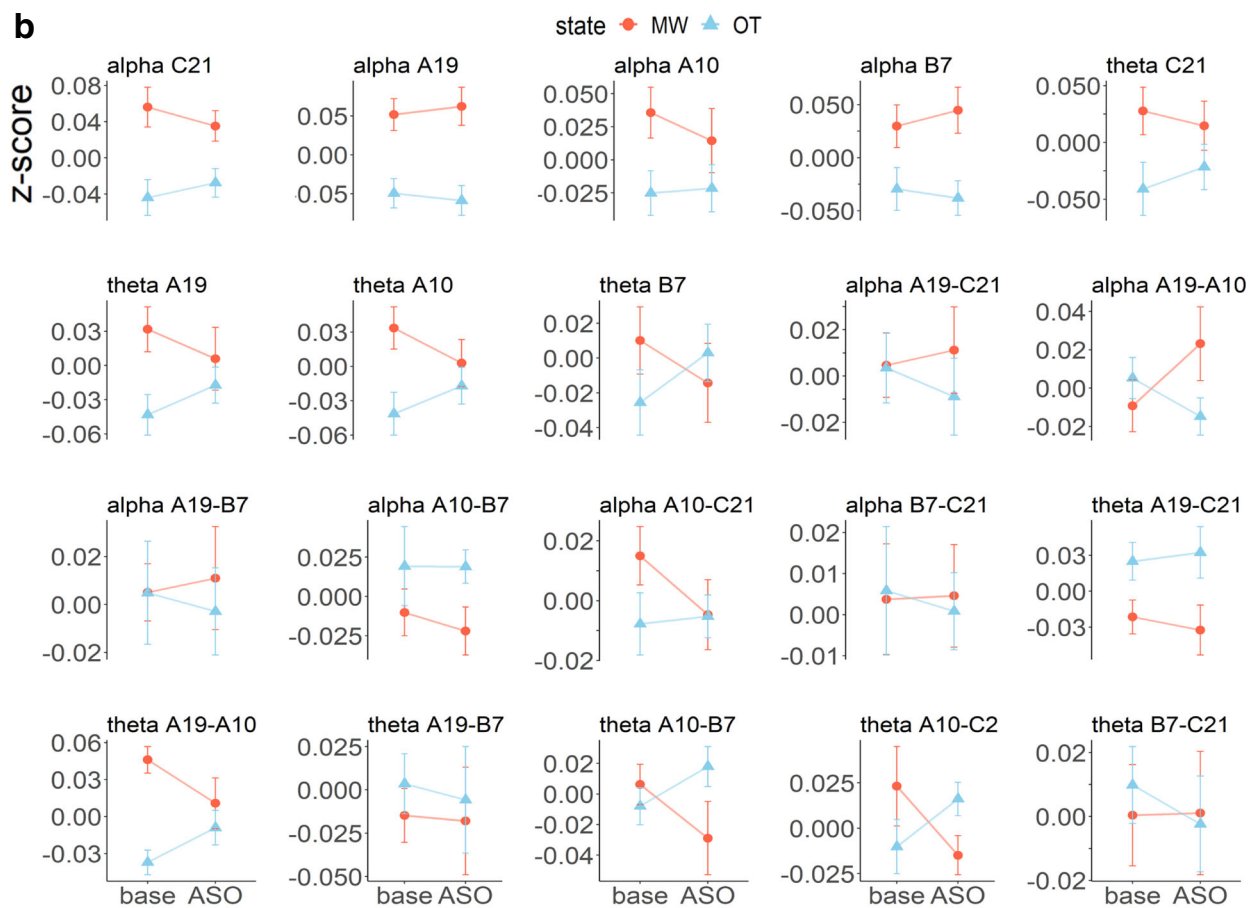 b
state MW OT
z-score
alpha C21
0.08
0.04
0.00
-0.04
alpha A19
0.05
0.00
-.05
alpha A10
0.050
0.025
0.000
-0.025
alpha B7
0.050
0.000
-0.050
theta C21
0.050
0.000
-0.050
theta A19
0.03
0.00
-0.03
-0.06
theta A10
0.03
0.00
-0.03
-0.06
theta B7
0.02
0.00
-0.02
-0.04
alpha A19-C21
0.02
0.00
-0.02
alpha A19-A10
0.04
0.02
0.00
-0.02
alpha A19-B7
0.02
0.00
-0.02
alpha A10-B7
0.025
0.000
-0.025
alpha A10-C21
0.02
0.00
-0.02
alpha B7-C21
0.02
0.01
0.00
-0.01
theta A19-C21
0.03
0.00
-0.03
theta A19-A10
0.06
0.03
0.00
-0.03
base ASO
theta A19-B7
0.025
0.000
-0.025
-0.050
base ASO
theta A10-B7
0.02
0.00
-0.02
-0.04
base ASO
theta A10-C2
0.025
0.000
-0.025
base ASO
theta B7-C21
0.02
0.00
-0.02
base ASO